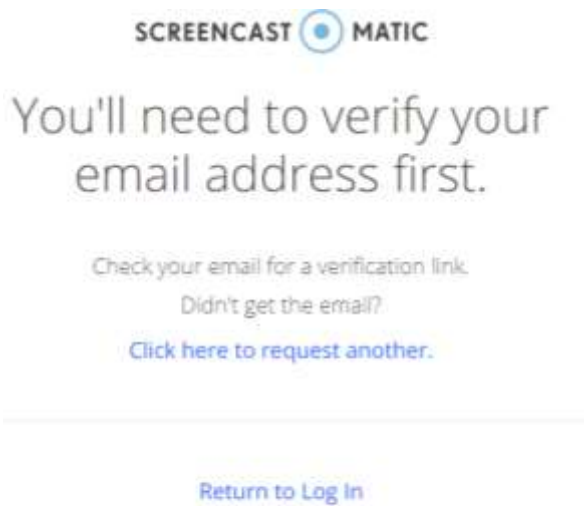 SCREENCAST MATIC
You'll need to verify your
email address first.
Check your email for a verification link.
Didn't get the email?
Click here to request another.
Return to Log In